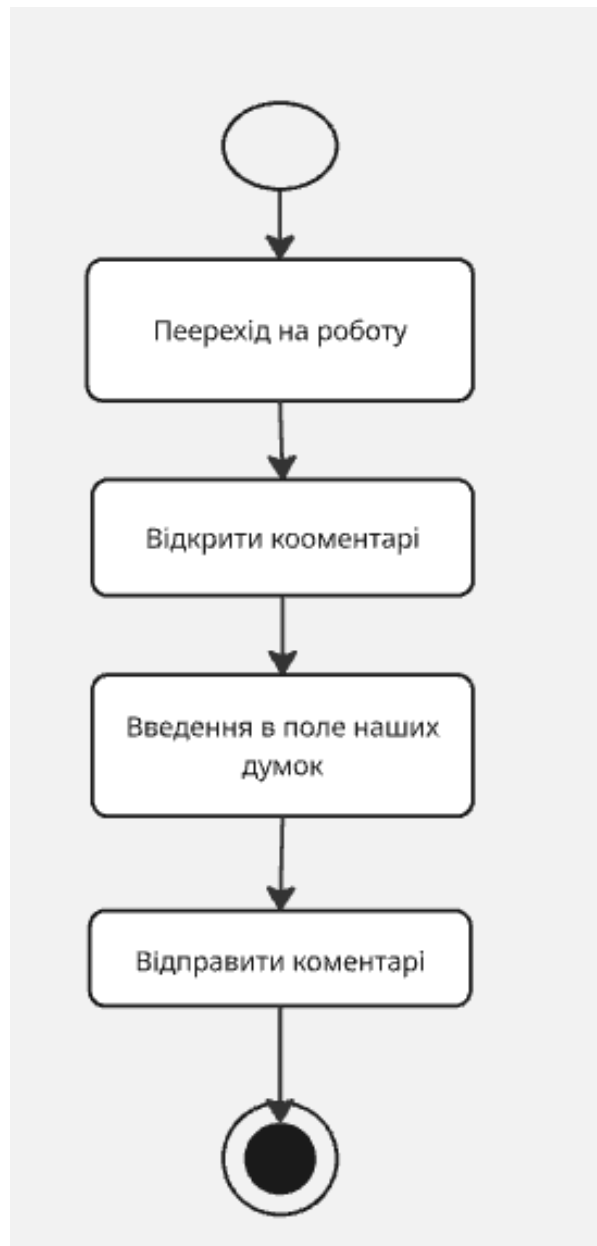 Пеерехід на роботу
Відкрити кооментарі
Введення в поле наших
думок
Відправити коментарі